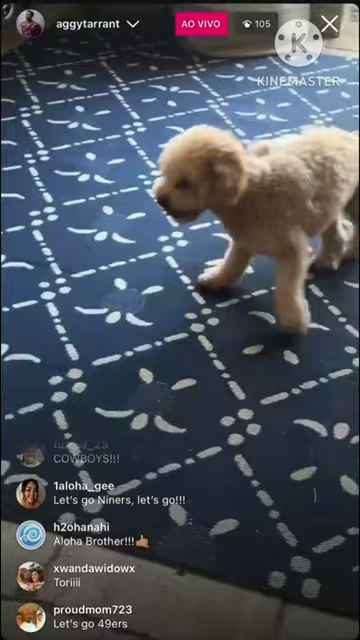 aggytarrant
AO VIVO
105
K
KINEMASTER
COWBOYS!!!
1aloha_gee
Let's go Niners, let's go!!!
h2ohanahi
Aloha Brother!!!🤙🏽
xwandawidowx
Toriiii
proudmom723
Let's go 49ers